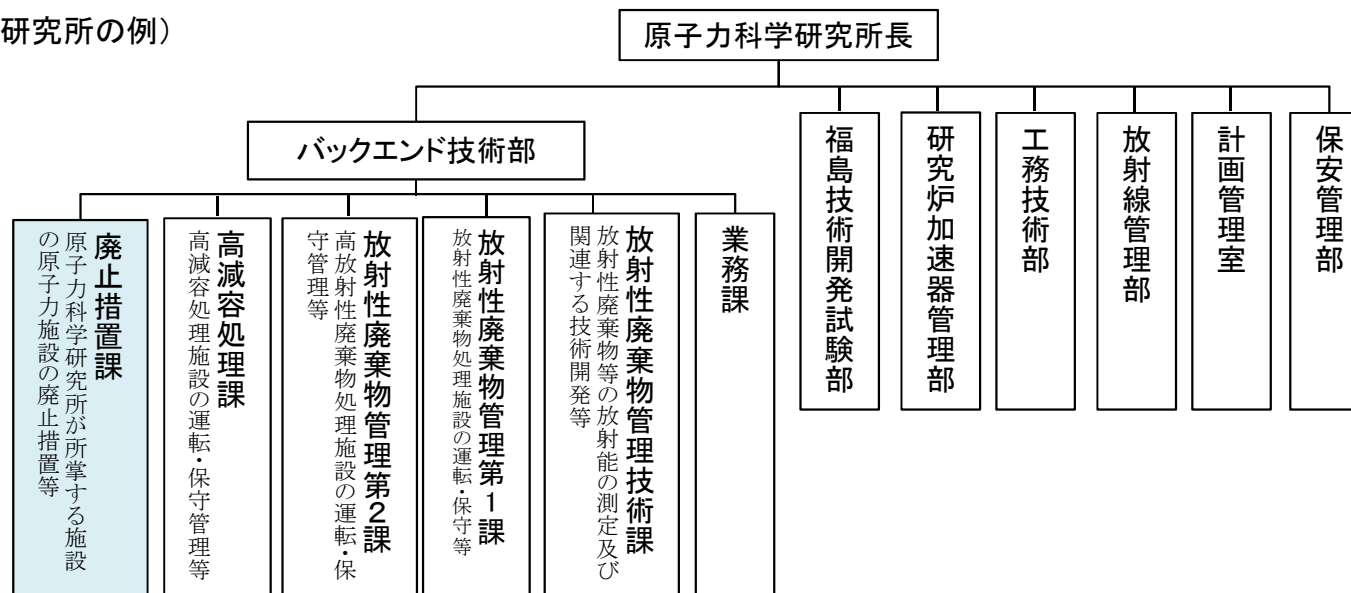 研究所の例）
原子力科学研究所長
バックエンド技術部
保安管理部
計画管理室
放射線管理部
工務技術部
研究炉加速器管理部
福島技術開発試験部
業務課
放射性廃棄物管理技術課
放射性廃棄物等の放射能の測定及び
関連する技術開発等
放射性廃棄物管理第1課
放射性廃棄物処理施設の運転・保守等
放射性廃棄物管理第2課
高放射性廃棄物処理施設の運転・保
守管理等
高減容処理課
高減容処理施設の運転・保守管理等
廃止措置課
原子力科学研究所が所掌する施設
の原子力施設の廃止措置等